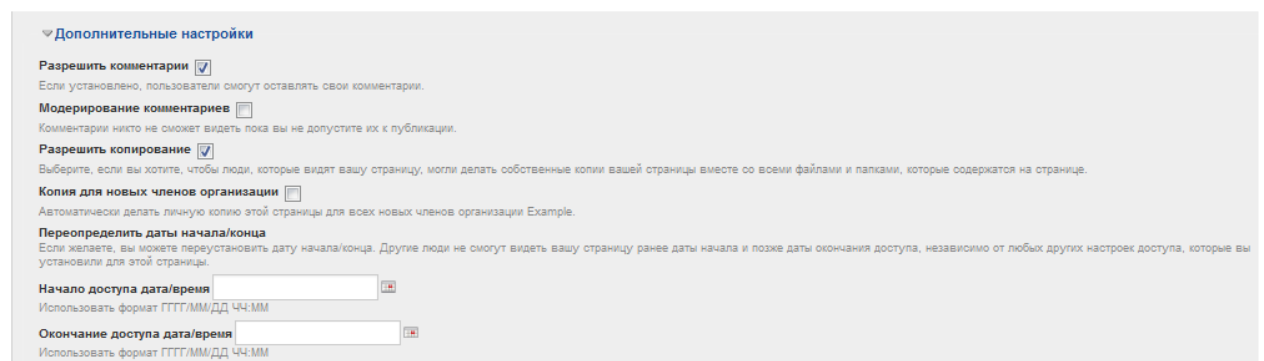 Дополнительные настройки
Разрешить комментарии
Если установлено, пользователи смогут оставлять свои комментарии.
Модерирование комментариев
Комментарии никто не сможет видеть пока вы не допустите их к публикации.
Разрешить копирование
Выберите, если вы хотите, чтобы люди, которые видят вашу страницу, могли делать собственные копии вашей страницы вместе со всеми файлами и папками, которые содержатся на странице.
Копия для новых членов организации
Автоматически делать личную копию этой страницы для всех новых членов организации Example.
Переопределить даты начала/конца
Если желаете, вы можете переустановить дату начала/конца. Другие люди не смогут видеть вашу страницу ранее даты начала и позже даты окончания доступа, независимо от любых других настроек доступа, которые вы
установили для этой страницы.
Начало доступа дата/время
Использовать формат ГГГГ/ММ/ДД ЧЧ:ММ
Окончание доступа дата/время
Использовать формат ГГГГ/ММ/ДД ЧЧ:ММ